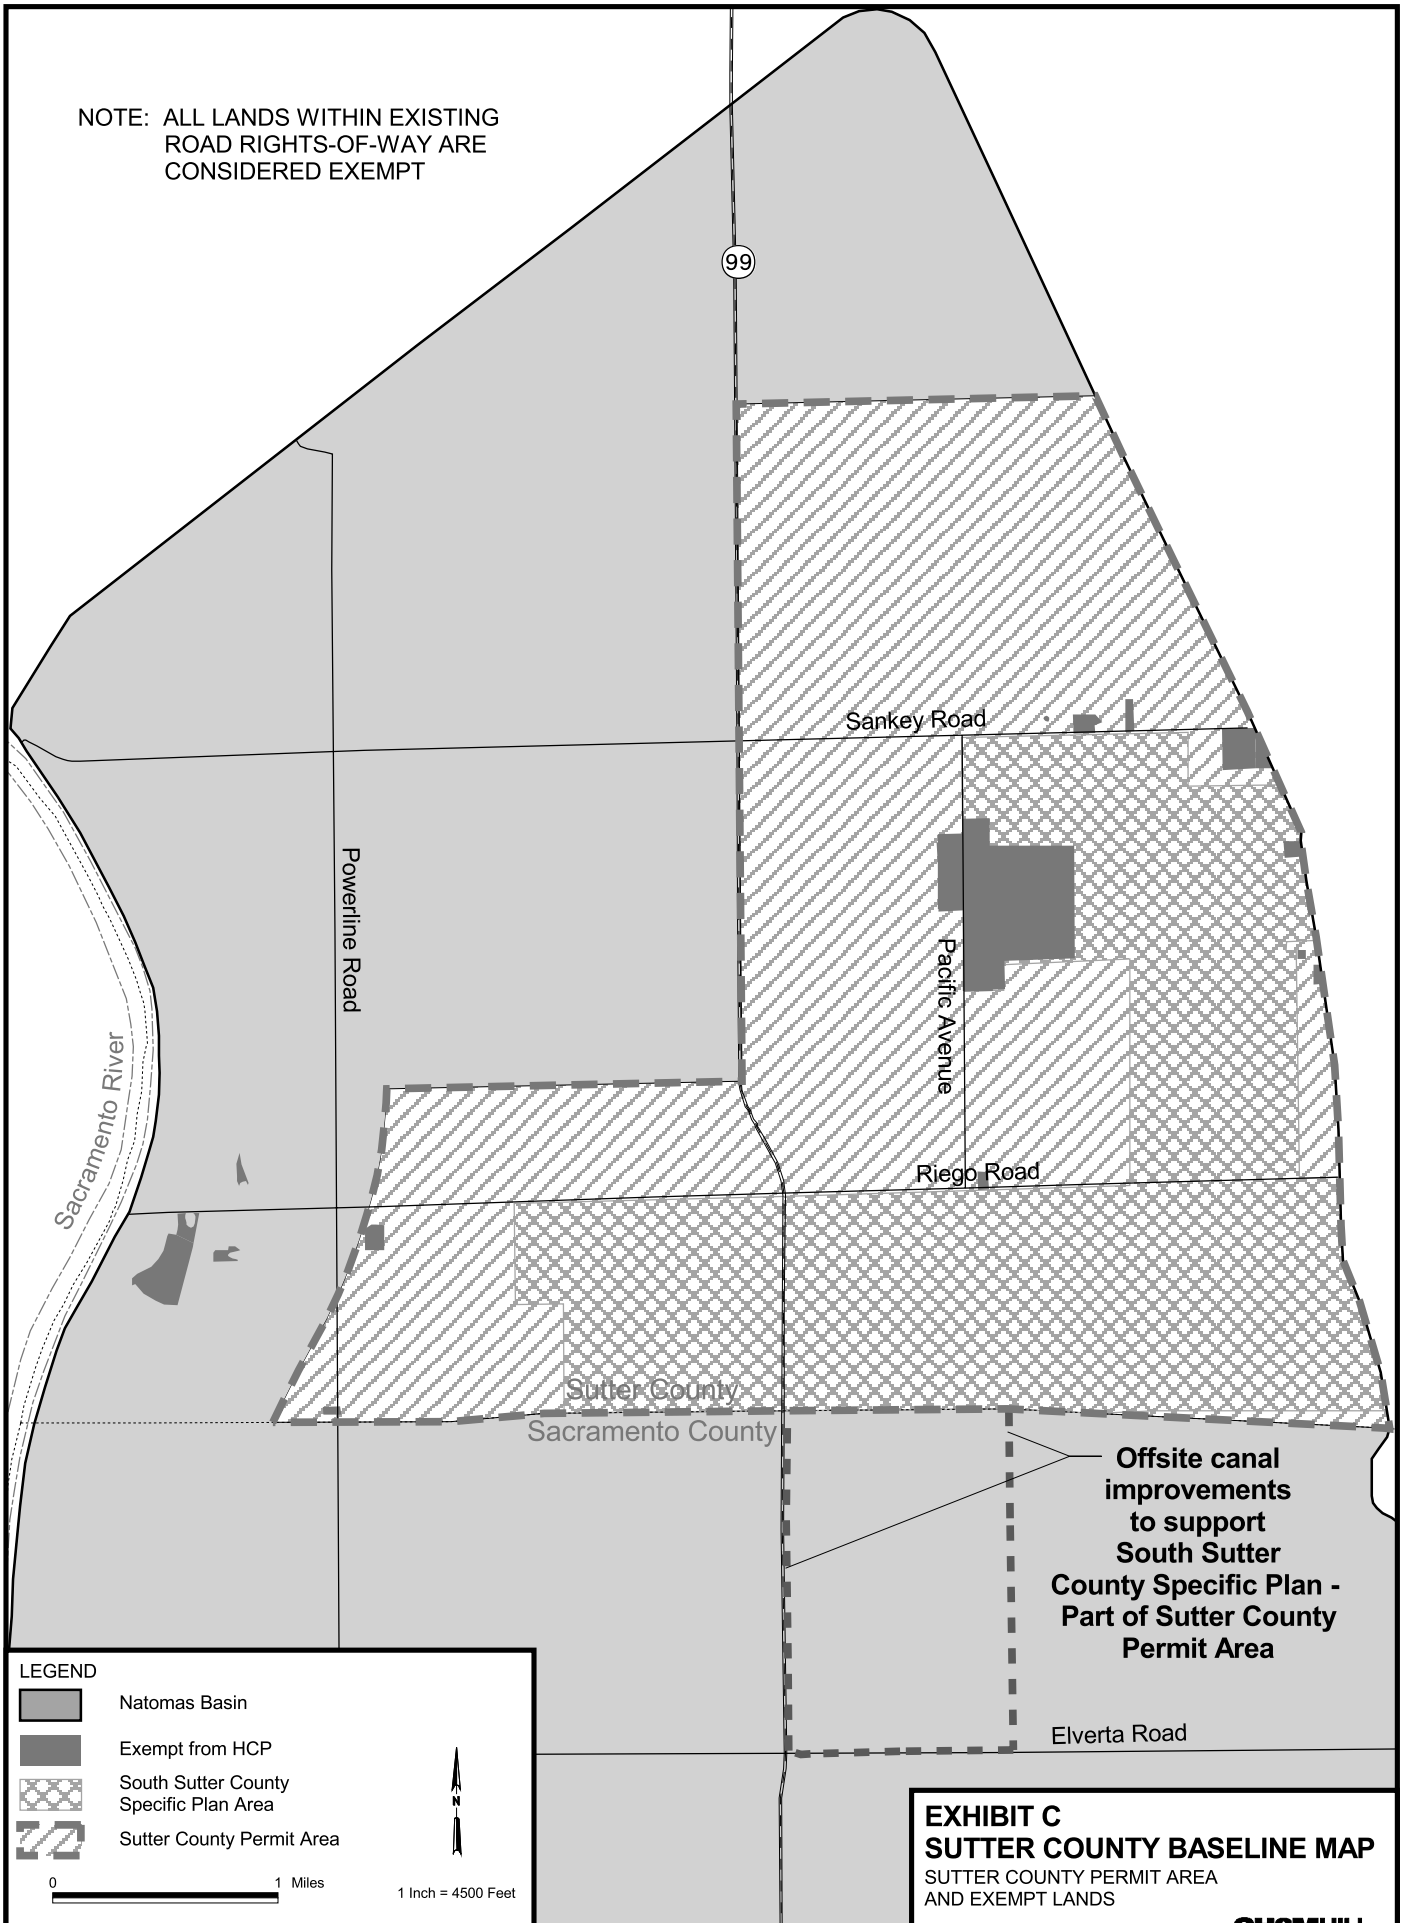 NOTE: ALL LANDS WITHIN EXISTING
ROAD RIGHTS-OF-WAY ARE
CONSIDERED EXEMPT
99
Sankey Road
Powerline Road
Pacific Avenue
Sacramento River
Riego Road
Sutter County
Sacramento County
Offsite canal
improvements
to support
South Sutter
County Specific Plan -
Part of Sutter County
Permit Area
Elverta Road
LEGEND
Natomas Basin
Exempt from HCP
South Sutter County
Specific Plan Area
Sutter County Permit Area
N
0 1 Miles
1 Inch = 4500 Feet
EXHIBIT C
SUTTER COUNTY BASELINE MAP
SUTTER COUNTY PERMIT AREA
AND EXEMPT LANDS